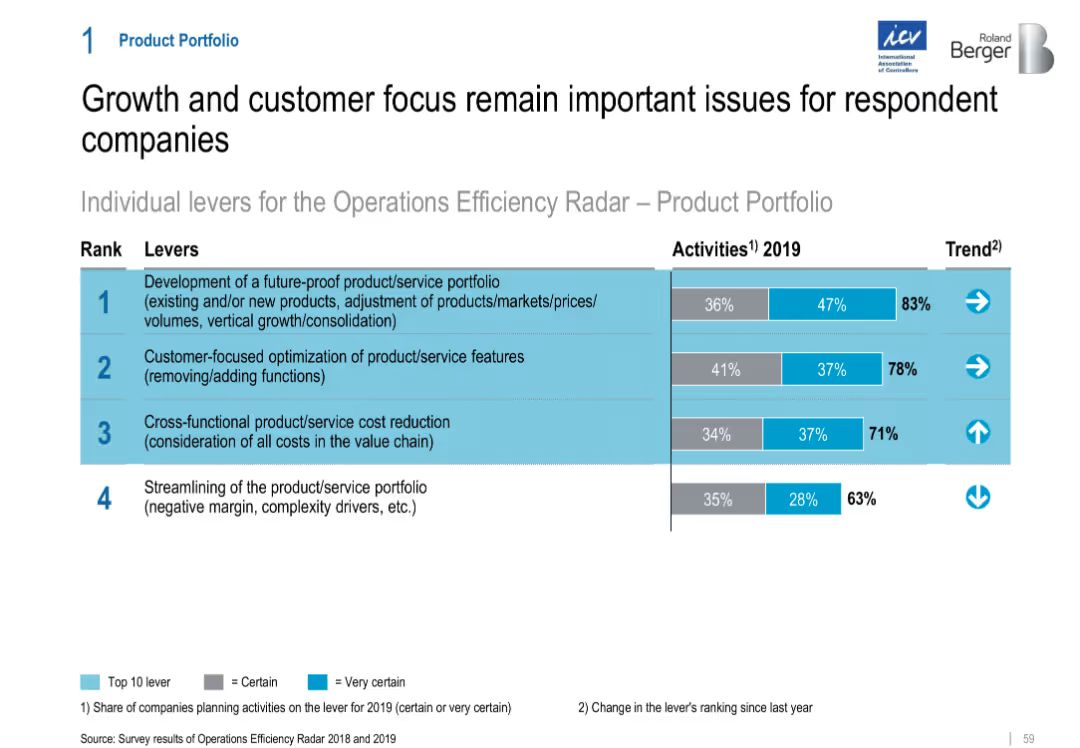 1 Product Portfolio
icv
International
Association
of Controllers
Roland
Berger
B
Growth and customer focus remain important issues for respondent
companies
Individual levers for the Operations Efficiency Radar – Product Portfolio
Rank Levers Activities1) 2019 Trend2)
1
Development of a future-proof product/service portfolio
(existing and/or new products, adjustment of products/markets/prices/
volumes, vertical growth/consolidation)
36% 47% 83%
2
Customer-focused optimization of product/service features
(removing/adding functions)
41% 37% 78%
3
Cross-functional product/service cost reduction
(consideration of all costs in the value chain)
34% 37% 71%
4
Streamlining of the product/service portfolio
(negative margin, complexity drivers, etc.)
35% 28% 63%
Top 10 lever = Certain = Very certain
1) Share of companies planning activities on the lever for 2019 (certain or very certain) 2) Change in the lever's ranking since last year
Source: Survey results of Operations Efficiency Radar 2018 and 2019
59